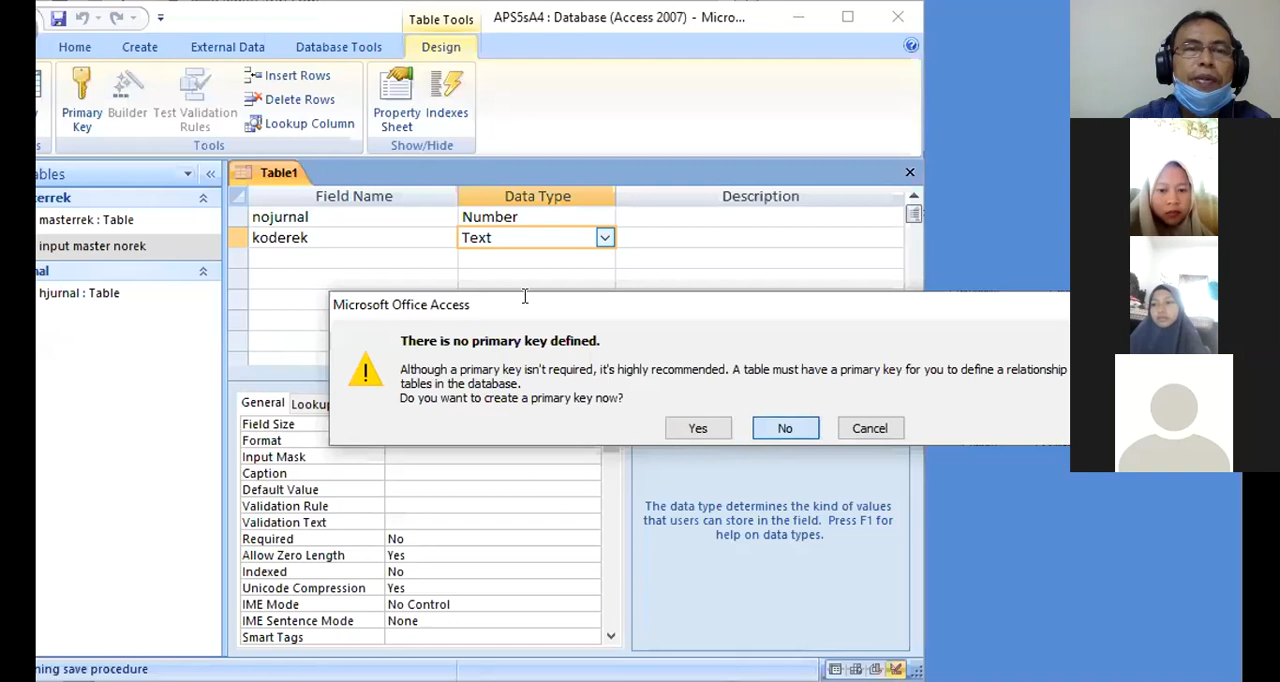 Table Tools
APS5sA4 : Database (Access 2007) - Micro...
Home
Create
External Data
Database Tools
Design
Primary Key
Builder
Test Validation Rules
Insert Rows
Delete Rows
Lookup Column
Property Sheet
Indexes
Tools
Show/Hide
Table1
Field Name
Data Type
Description
masterrek : Table
nojurnal
Number
input master norek
koderek
Text
hjurnal : Table
Microsoft Office Access
There is no primary key defined.
Although a primary key isn't required, it's highly recommended. A table must have a primary key for you to define a relationship
tables in the database.
Do you want to create a primary key now?
Yes
No
Cancel
General
Lookup
Field Size
Format
Input Mask
Caption
Default Value
Validation Rule
Validation Text
Required
No
Allow Zero Length
Yes
Indexed
No
Unicode Compression
Yes
IME Mode
No Control
IME Sentence Mode
None
Smart Tags
The data type determines the kind of values
that users can store in the field. Press F1 for
help on data types.
save procedure